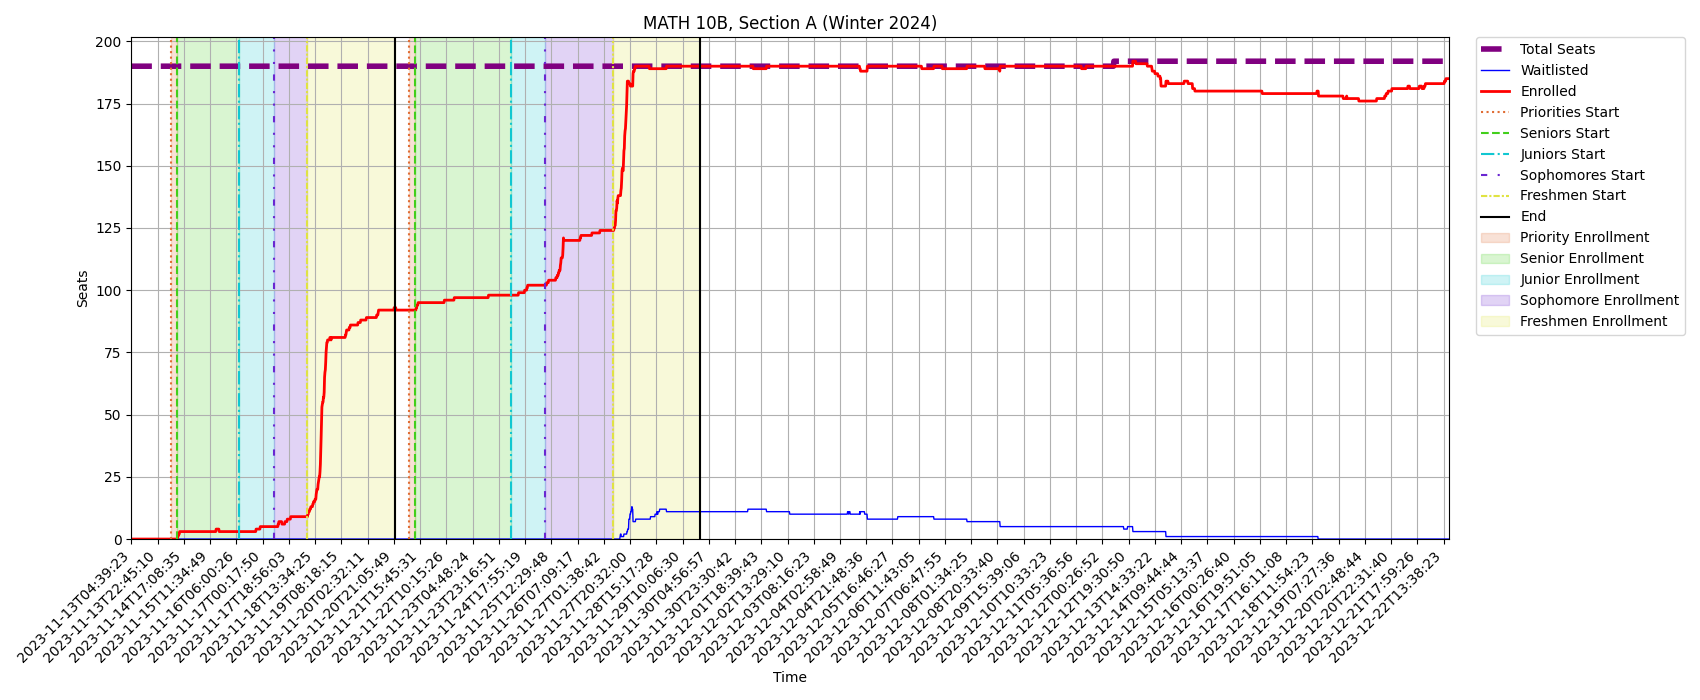 MATH 10B, Section A (Winter 2024)
Seats
200
175
150
125
100
75
50
25
0
2023-11-13T04:39:23
2023-11-13T22:45:10
2023-11-14T17:08:35
2023-11-15T11:34:49
2023-11-16T06:00:26
2023-11-17T00:17:50
2023-11-17T18:56:03
2023-11-18T13:34:25
2023-11-19T08:18:15
2023-11-20T02:32:11
2023-11-20T21:05:49
2023-11-21T15:45:31
2023-11-22T10:15:26
2023-11-23T04:48:24
2023-11-23T23:16:51
2023-11-24T17:55:19
2023-11-25T12:29:48
2023-11-26T07:09:17
2023-11-27T01:38:42
2023-11-27T20:32:00
2023-11-28T15:17:28
2023-11-29T10:06:30
2023-11-30T04:56:57
2023-11-30T23:30:42
2023-12-01T18:39:43
2023-12-02T13:29:10
2023-12-03T08:16:23
2023-12-04T02:58:49
2023-12-04T21:48:36
2023-12-05T16:46:27
2023-12-06T11:43:05
2023-12-07T06:47:55
2023-12-08T01:34:25
2023-12-08T20:33:40
2023-12-09T15:39:06
2023-12-10T10:33:23
2023-12-11T05:36:56
2023-12-12T00:26:52
2023-12-12T19:30:50
2023-12-13T14:33:22
2023-12-14T09:44:44
2023-12-15T05:13:37
2023-12-16T00:26:40
2023-12-16T19:51:05
2023-12-17T16:11:08
2023-12-18T11:54:23
2023-12-19T07:27:36
2023-12-20T02:48:44
2023-12-20T22:31:40
2023-12-21T17:59:26
2023-12-22T13:38:23
Time
Total Seats
Waitlisted
Enrolled
Priorities Start
Seniors Start
Juniors Start
Sophomores Start
Freshmen Start
End
Priority Enrollment
Senior Enrollment
Junior Enrollment
Sophomore Enrollment
Freshmen Enrollment